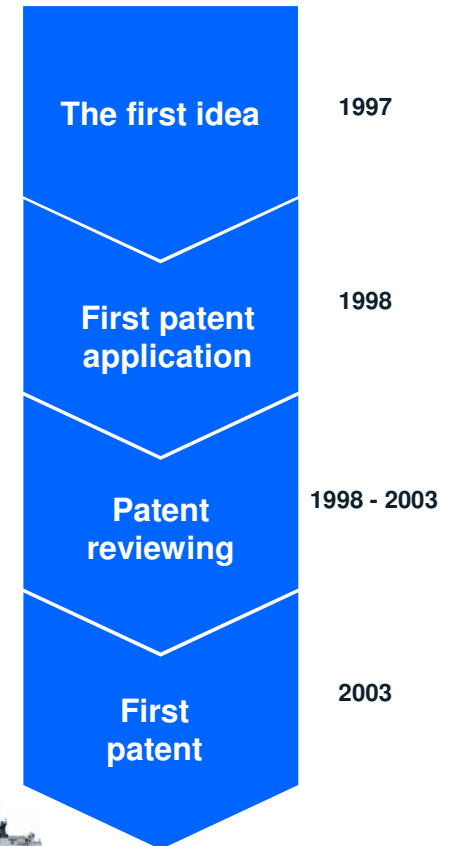 The first idea
1997
First patent
application
1998
Patent
reviewing
1998 - 2003
First
patent
2003